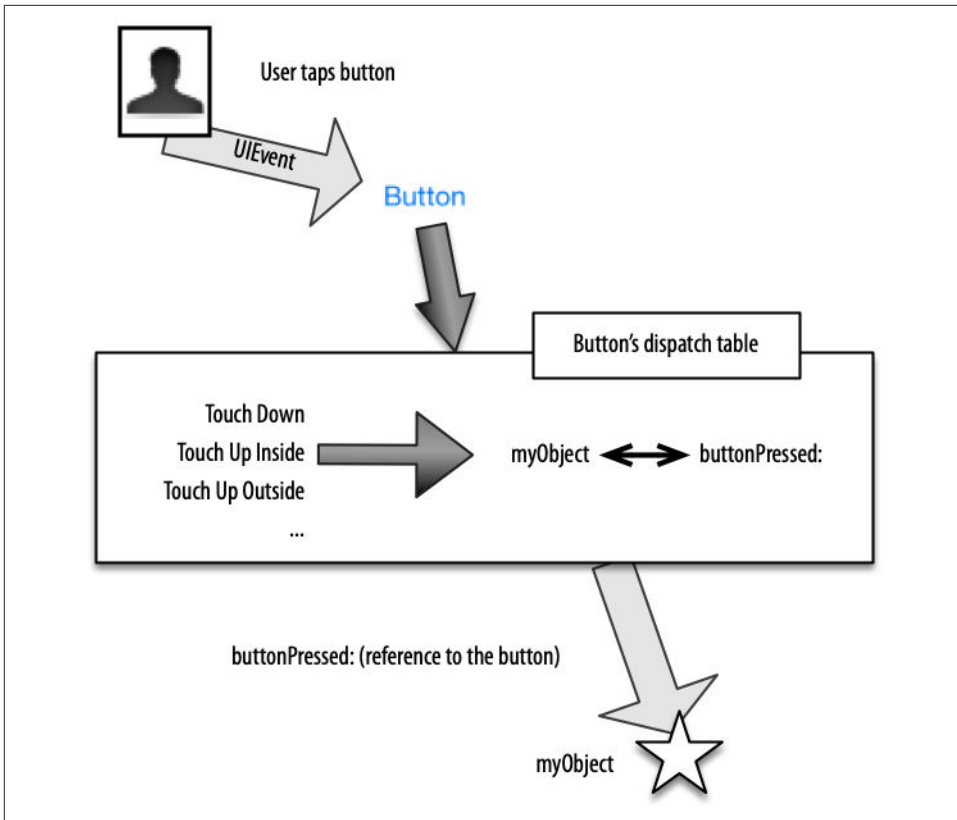 User taps button
UIEvent
Button
Button's dispatch table
Touch Down
Touch Up Inside
Touch Up Outside
...
myObject
buttonPressed:
buttonPressed: (reference to the button)
myObject